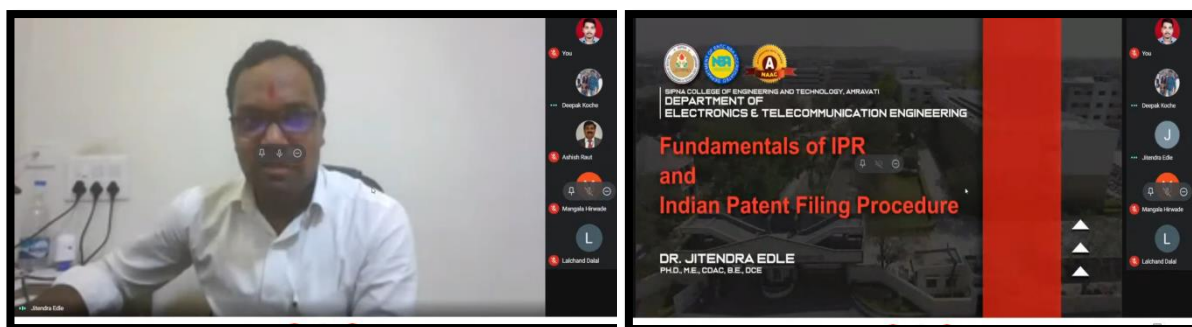 You
Deepak Koche
Ashish Raut
Mangala Hirwade
L
Lalchand Dalal
Jitendra Edle
NBA
A
NAAC
SIPNA COLLEGE OF ENGINEERING AND TECHNOLOGY, AMRAVATI
DEPARTMENT OF
ELECTRONICS & TELECOMMUNICATION ENGINEERING
Fundamentals of IPR
and
Indian Patent Filing Procedure
DR. JITENDRA EDLE
PH.D., M.E., CDAC, B.E., DCE
You
Deepak Koche
J
Jitendra Edle
Mangala Hirwade
L
Lalchand Dalal